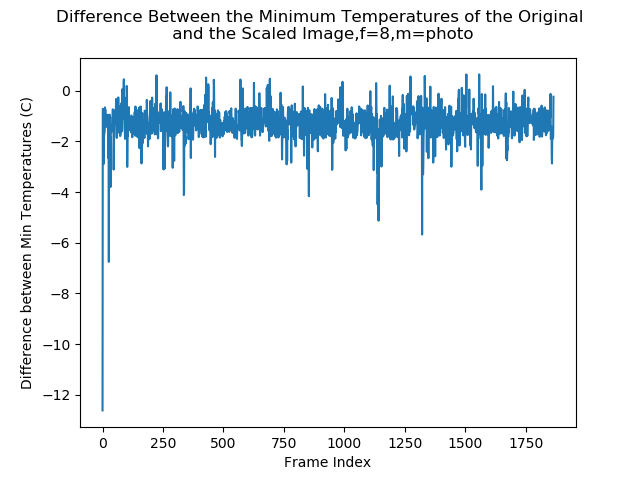 Difference Between the Minimum Temperatures of the Original
and the Scaled Image,f=8,m=photo
Difference between Min Temperatures (C)
0
−2
−4
−6
−8
−10
−12
0 250 500 750 1000 1250 1500 1750
Frame Index